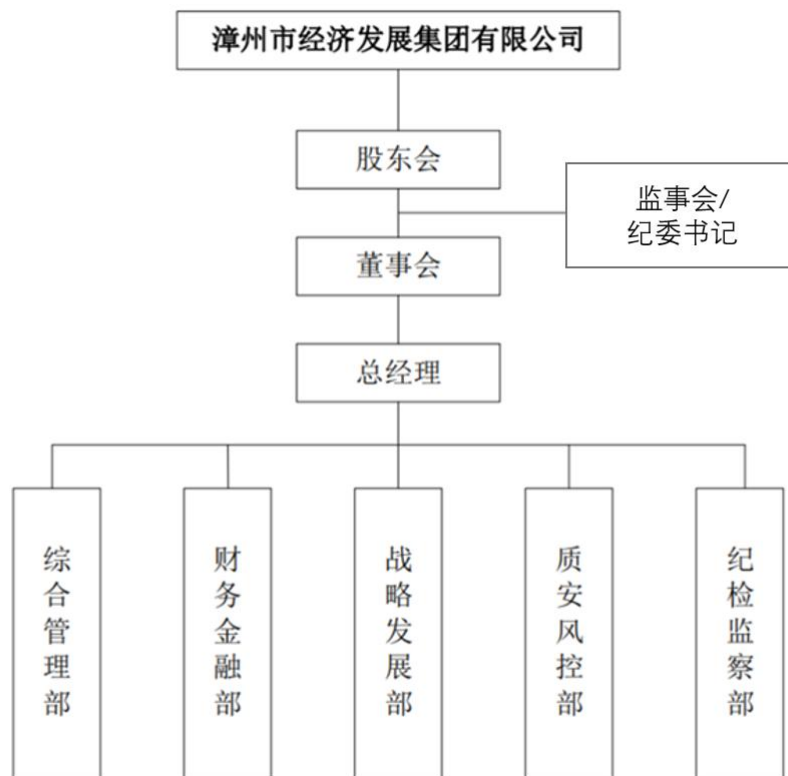 漳州市经济发展集团有限公司
股东会
监事会/
纪委书记
董事会
总经理
综合管理部
财务金融部
战略发展部
质安风控部
纪检监察部